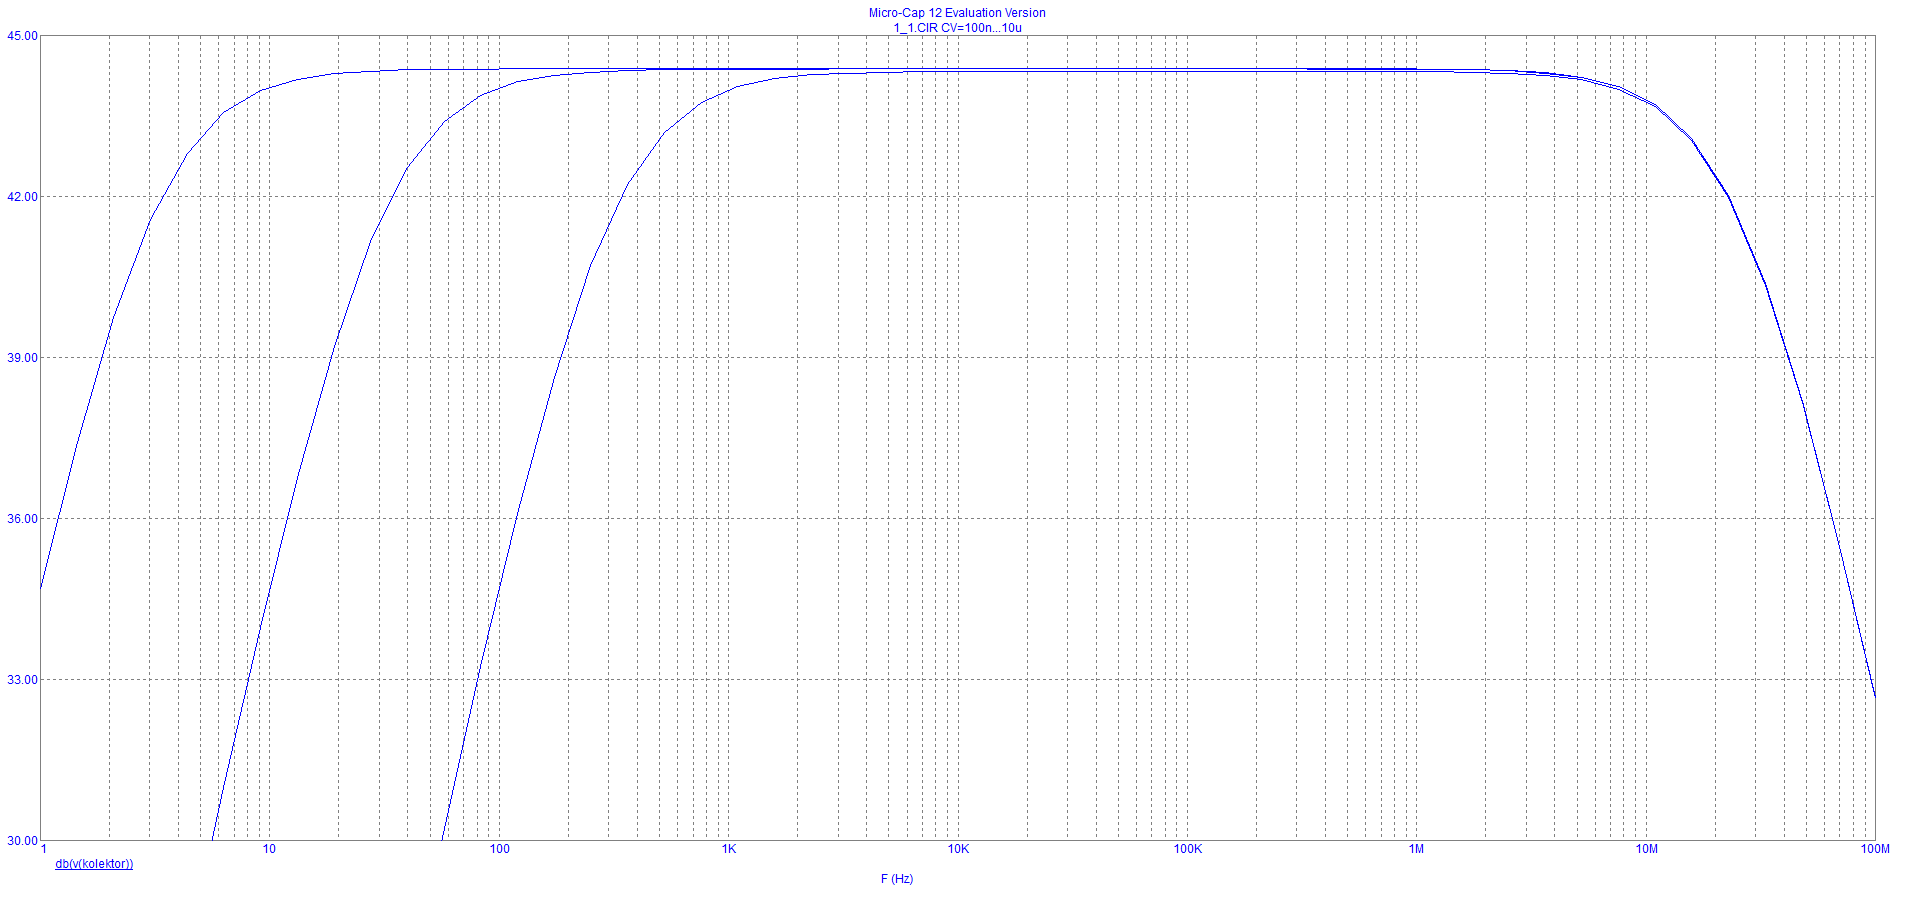 Micro-Cap 12 Evaluation Version
1_1.CIR CV=100n...10u
45.00
42.00
39.00
36.00
33.00
30.00
1 10 100 1K 10K 100K 1M 10M 100M
db(v(kolektor))
F (Hz)